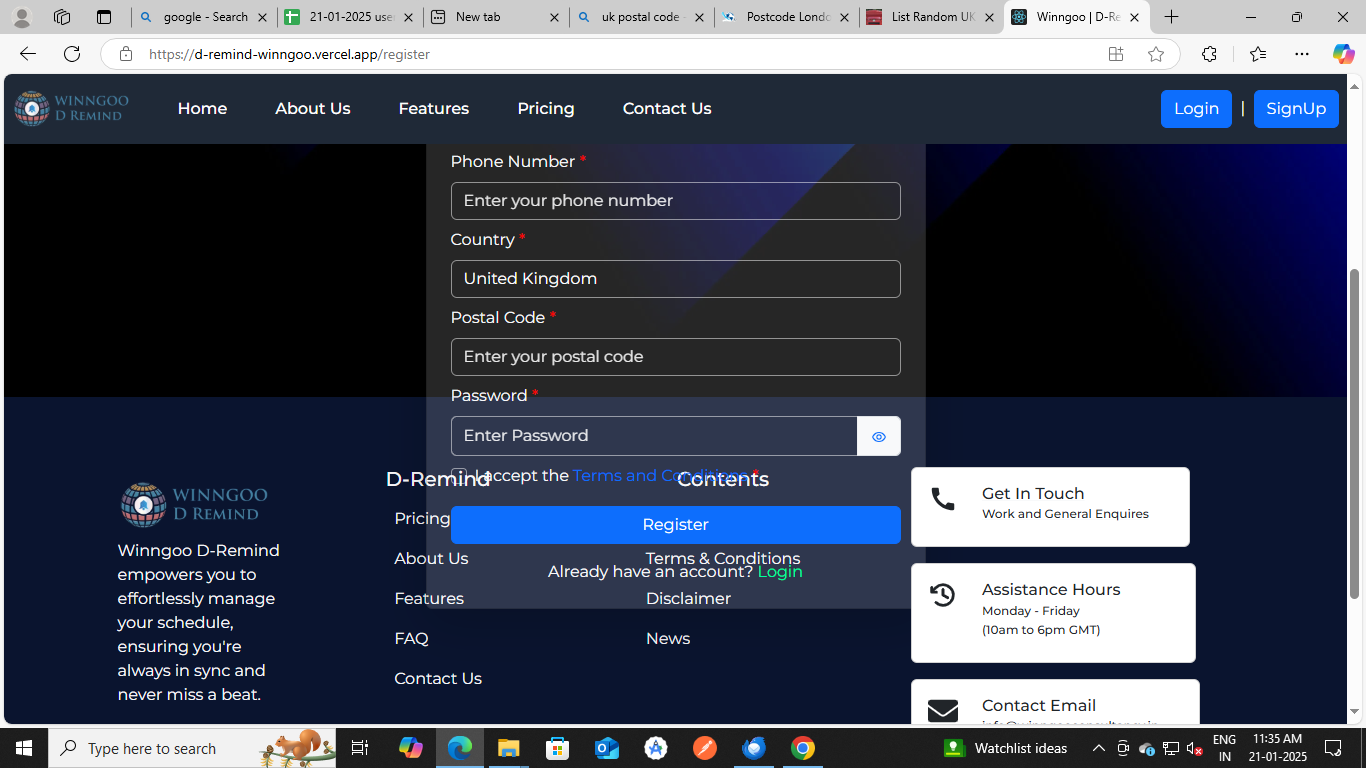 google - Search
21-01-2025 use
New tab
uk postal code -
Postcode Londo
List Random UK
Winngoo | D-Re
https://d-remind-winngoo.vercel.app/register
WINNGOO
D REMIND
Home
About Us
Features
Pricing
Contact Us
Login
|
SignUp
Phone Number *
Enter your phone number
Country *
United Kingdom
Postal Code *
Enter your postal code
Password *
Enter Password
I accept the Terms and Conditions *
Register
Already have an account? Login
WINNGOO
D REMIND
Winngoo D-Remind
empowers you to
effortlessly manage
your schedule,
ensuring you're
always in sync and
never miss a beat.
D-Remind
Pricing
About Us
Features
FAQ
Contact Us
Contents
Terms & Conditions
Disclaimer
News
Get In Touch
Work and General Enquires
Assistance Hours
Monday - Friday
(10am to 6pm GMT)
Contact Email
Type here to search
Watchlist ideas
ENG
IN
11:35 AM
21-01-2025